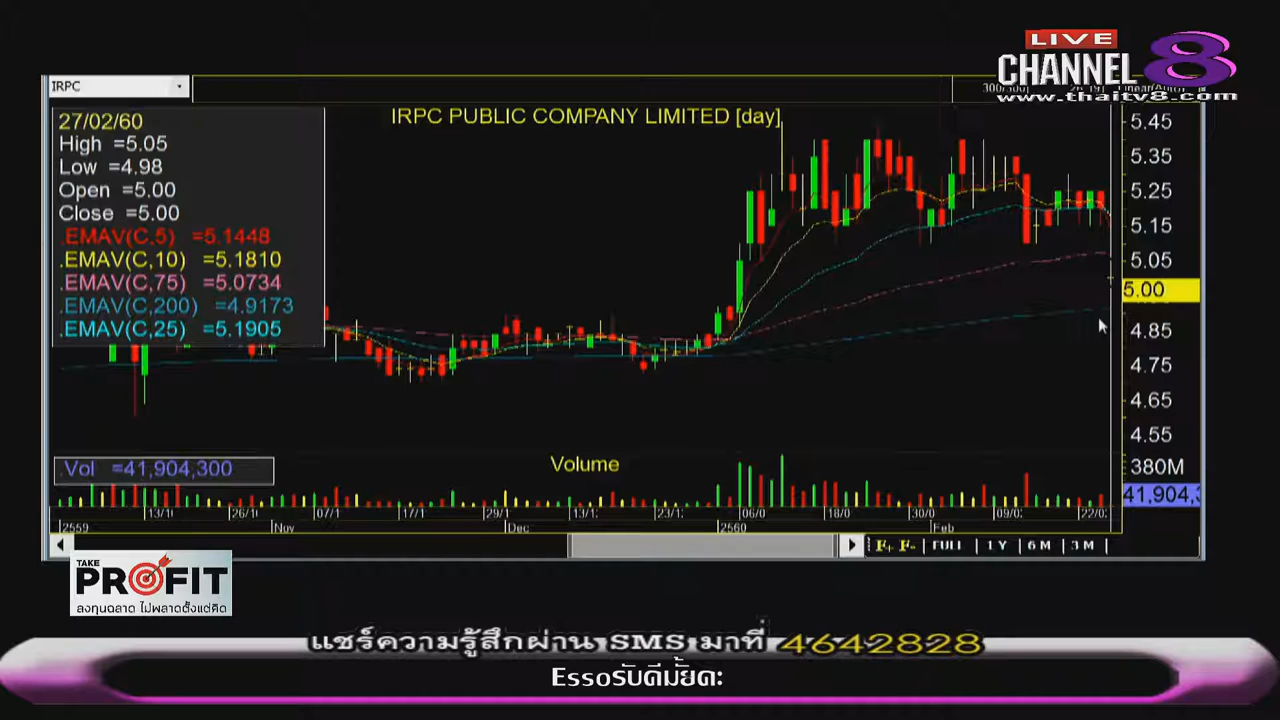 LIVE
CHANNEL 8
www.thaitv8.com
IRPC
IRPC PUBLIC COMPANY LIMITED [day]
27/02/60
High =5.05
Low =4.98
Open =5.00
Close =5.00
.EMAV(C,5) =5.1448
.EMAV(C,10) =5.1810
.EMAV(C,75) =5.0734
.EMAV(C,200) =4.9173
.EMAV(C,25) =5.1905
5.45
5.35
5.25
5.15
5.05
5.00
4.85
4.75
4.65
4.55
.Vol =41,904,300
Volume
380M
41,904,3
13/1 26/1 07/1 17/1 29/1 13/1 23/1 06/0 18/0 30/0 09/0 22/0
2559 Nov Dec 2560 Feb
F+ F- FULL 1 Y 6 M 3 M
TAKE
PROFIT
ลงทุนฉลาด ไม่พลาดตั้งแต่คิด
แชร์ความรู้สึกผ่าน SMS มาที่ 4642828
Essoรับดีมั้ยคะ